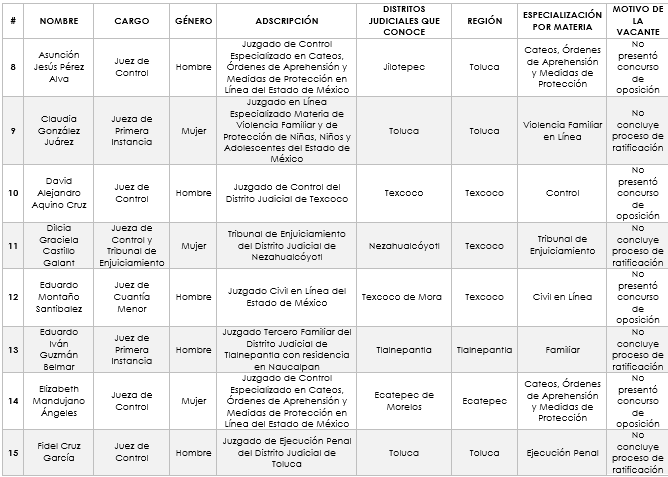 # NOMBRE CARGO GÉNERO ADSCRIPCIÓN DISTRITOS JUDICIALES QUE CONOCE REGIÓN ESPECIALIZACIÓN POR MATERIA MOTIVO DE LA VACANTE
8 Asunción Jesús Pérez Alva Juez de Control Hombre Juzgado de Control Especializado en Cateos, Órdenes de Aprehensión y Medidas de Protección en Línea del Estado de México Jilotepec Toluca Cateos, Órdenes de Aprehensión y Medidas de Protección No presentó concurso de oposición
9 Claudia González Juárez Jueza de Primera Instancia Mujer Juzgado en Línea Especializado Materia de Violencia Familiar y de Protección de Niñas, Niños y Adolescentes del Estado de México Toluca Toluca Violencia Familiar en Línea No concluye proceso de ratificación
10 David Alejandro Aquino Cruz Juez de Control Hombre Juzgado de Control del Distrito Judicial de Texcoco Texcoco Texcoco Control No presentó concurso de oposición
11 Dilcia Graciela Castillo Galant Jueza de Control y Tribunal de Enjuiciamiento Mujer Tribunal de Enjuiciamiento del Distrito Judicial de Nezahualcóyotl Nezahualcóyotl Texcoco Tribunal de Enjuiciamiento No concluye proceso de ratificación
12 Eduardo Montaño Santibalez Juez de Cuantía Menor Hombre Juzgado Civil en Línea del Estado de México Texcoco de Mora Texcoco Civil en Línea No presentó concurso de oposición
13 Eduardo Iván Guzmán Beimar Juez de Primera Instancia Hombre Juzgado Tercero Familiar del Distrito Judicial de Tlalnepantla con residencia en Naucalpan Tlalnepantla Tlalnepantla Familiar No concluye proceso de ratificación
14 Elizabeth Mandujano Ángeles Jueza de Control Mujer Juzgado de Control Especializado en Cateos, Órdenes de Aprehensión y Medidas de Protección en Línea del Estado de México Ecatepec de Morelos Ecatepec Cateos, Órdenes de Aprehensión y Medidas de Protección No presentó concurso de oposición
15 Fidel Cruz García Juez de Control Hombre Juzgado de Ejecución Penal del Distrito Judicial de Toluca Toluca Toluca Ejecución Penal No concluye proceso de ratificación